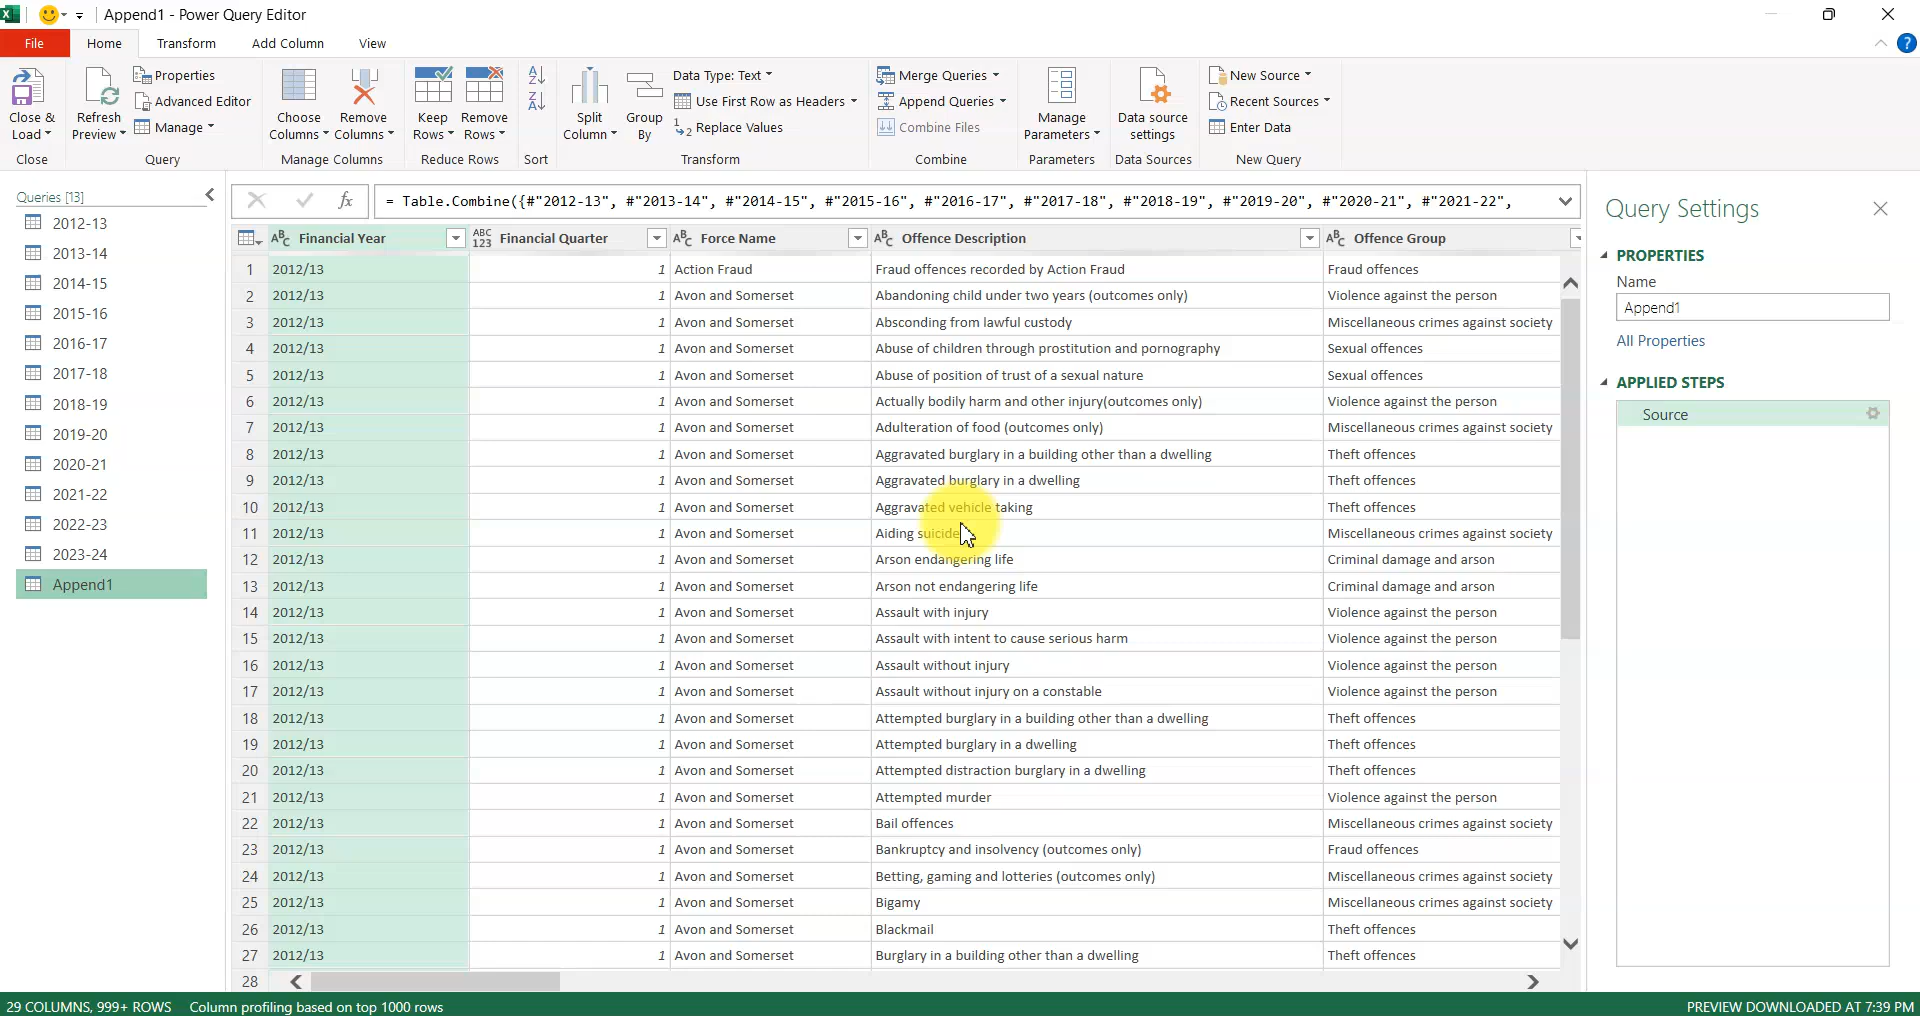 Append1 - Power Query Editor
File Home Transform Add Column View
Close & Load
Close
Refresh Preview
Properties
Advanced Editor
Manage
Query
Choose Columns
Remove Columns
Manage Columns
Keep Rows
Remove Rows
Reduce Rows
Sort
Split Column
Group By
Data Type: Text
Use First Row as Headers
Replace Values
Transform
Merge Queries
Append Queries
Combine Files
Combine
Manage Parameters
Parameters
Data source settings
Data Sources
New Source
Recent Sources
Enter Data
New Query
Queries [13]
2012-13
2013-14
2014-15
2015-16
2016-17
2017-18
2018-19
2019-20
2020-21
2021-22
2022-23
2023-24
Append1
fx = Table.Combine({#"2012-13", #"2013-14", #"2014-15", #"2015-16", #"2016-17", #"2017-18", #"2018-19", #"2019-20", #"2020-21", #"2021-22",
ABC Financial Year ABC 123 Financial Quarter ABC Force Name ABC Offence Description ABC Offence Group
1 2012/13 1 Action Fraud Fraud offences recorded by Action Fraud Fraud offences
2 2012/13 1 Avon and Somerset Abandoning child under two years (outcomes only) Violence against the person
3 2012/13 1 Avon and Somerset Absconding from lawful custody Miscellaneous crimes against society
4 2012/13 1 Avon and Somerset Abuse of children through prostitution and pornography Sexual offences
5 2012/13 1 Avon and Somerset Abuse of position of trust of a sexual nature Sexual offences
6 2012/13 1 Avon and Somerset Actually bodily harm and other injury(outcomes only) Violence against the person
7 2012/13 1 Avon and Somerset Adulteration of food (outcomes only) Miscellaneous crimes against society
8 2012/13 1 Avon and Somerset Aggravated burglary in a building other than a dwelling Theft offences
9 2012/13 1 Avon and Somerset Aggravated burglary in a dwelling Theft offences
10 2012/13 1 Avon and Somerset Aggravated vehicle taking Theft offences
11 2012/13 1 Avon and Somerset Aiding suicide Miscellaneous crimes against society
12 2012/13 1 Avon and Somerset Arson endangering life Criminal damage and arson
13 2012/13 1 Avon and Somerset Arson not endangering life Criminal damage and arson
14 2012/13 1 Avon and Somerset Assault with injury Violence against the person
15 2012/13 1 Avon and Somerset Assault with intent to cause serious harm Violence against the person
16 2012/13 1 Avon and Somerset Assault without injury Violence against the person
17 2012/13 1 Avon and Somerset Assault without injury on a constable Violence against the person
18 2012/13 1 Avon and Somerset Attempted burglary in a building other than a dwelling Theft offences
19 2012/13 1 Avon and Somerset Attempted burglary in a dwelling Theft offences
20 2012/13 1 Avon and Somerset Attempted distraction burglary in a dwelling Theft offences
21 2012/13 1 Avon and Somerset Attempted murder Violence against the person
22 2012/13 1 Avon and Somerset Bail offences Miscellaneous crimes against society
23 2012/13 1 Avon and Somerset Bankruptcy and insolvency (outcomes only) Fraud offences
24 2012/13 1 Avon and Somerset Betting, gaming and lotteries (outcomes only) Miscellaneous crimes against society
25 2012/13 1 Avon and Somerset Bigamy Miscellaneous crimes against society
26 2012/13 1 Avon and Somerset Blackmail Theft offences
27 2012/13 1 Avon and Somerset Burglary in a building other than a dwelling Theft offences
28
Query Settings
PROPERTIES
Name
Append1
All Properties
APPLIED STEPS
Source
29 COLUMNS, 999+ ROWS Column profiling based on top 1000 rows PREVIEW DOWNLOADED AT 7:39 PM